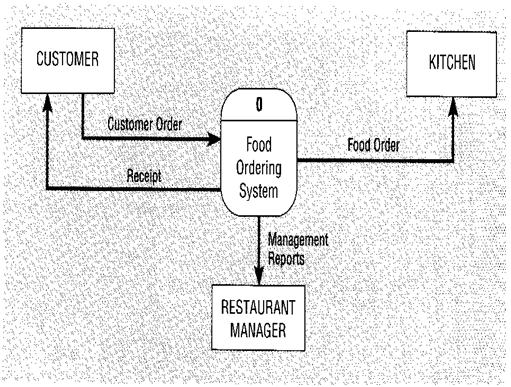 CUSTOMER
KITCHEN
0
Customer Order
Food Order
Food
Ordering
System
Receipt
Management
Reports
RESTAURANT
MANAGER